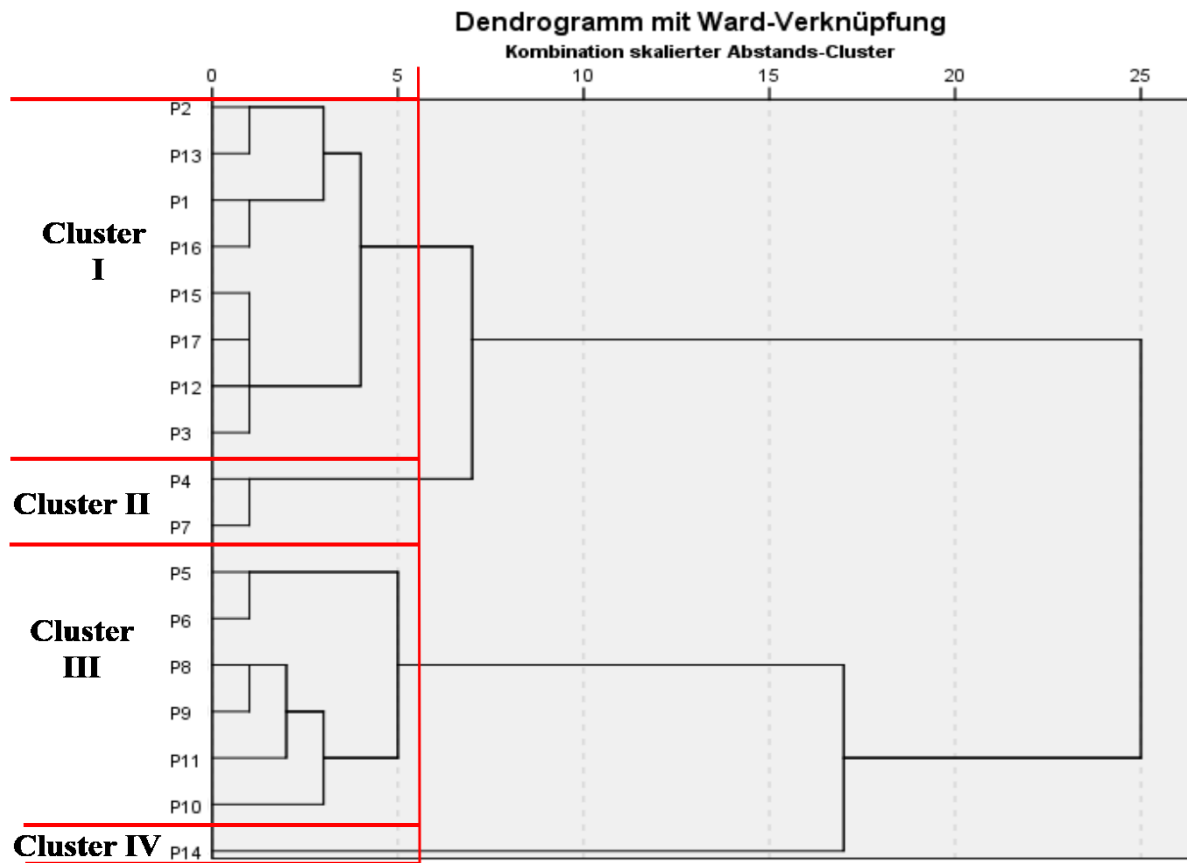 Dendrogramm mit Ward-Verknüpfung
Kombination skalierter Abstands-Cluster
0 5 10 15 20 25
Cluster
I
P2
P13
P1
P16
P15
P17
P12
P3
Cluster II
P4
P7
Cluster
III
P5
P6
P8
P9
P11
P10
Cluster IV
P14